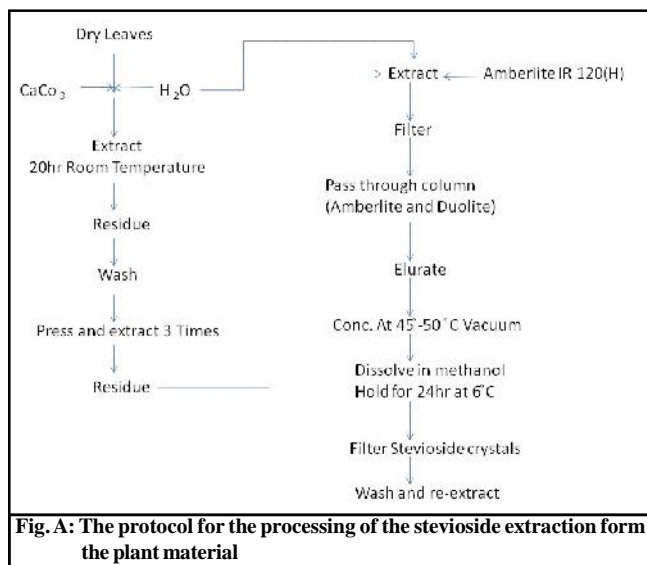 Dry Leaves
CaCo3
H2O
Extract
20hr Room Temperature
Residue
Wash
Press and extract 3 Times
Residue
> Extract
Amberlite IR 120(H)
Filter
Pass through column
(Amberlite and Duolite)
Elurate
Conc. At 45°-50°C Vacuum
Dissolve in methanol
Hold for 24hr at 6°C
Filter Stevioside crystals
Wash and re-extract
Fig. A: The protocol for the processing of the stevioside extraction form
the plant material